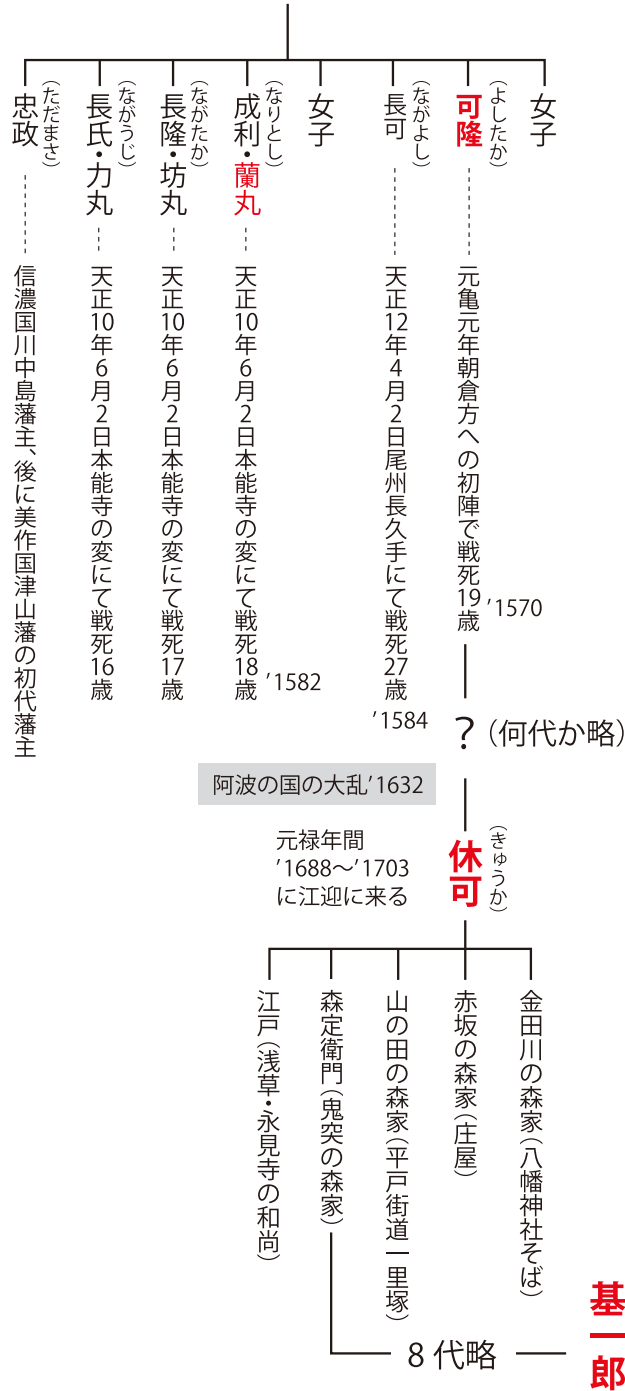 女子
可隆
（よしたか）
元亀元年朝倉方への初陣で戦死19歳
’1570
長可
（ながよし）
天正12年４月２日尾州長久手にて戦死27歳
’1584
女子
成利・蘭丸
（なりとし）
天正10年６月２日本能寺の変にて戦死18歳
’1582
長隆・坊丸
（ながたか）
天正10年６月２日本能寺の変にて戦死17歳
長氏・力丸
（ながうじ）
天正10年６月２日本能寺の変にて戦死16歳
忠政
（ただまさ）
信濃国川中島藩主、後に美作国津山藩の初代藩主
？（何代か略）
阿波の国の大乱’1632
休可
（きゅうか）
元禄年間
’1688〜’1703
に江迎に来る
金田川の森家（八幡神社そば）
赤坂の森家（庄屋）
山の田の森家（平戸街道一里塚）
森定衛門（鬼突の森家）
江戸（浅草・永見寺の和尚）
８代略
基一郎